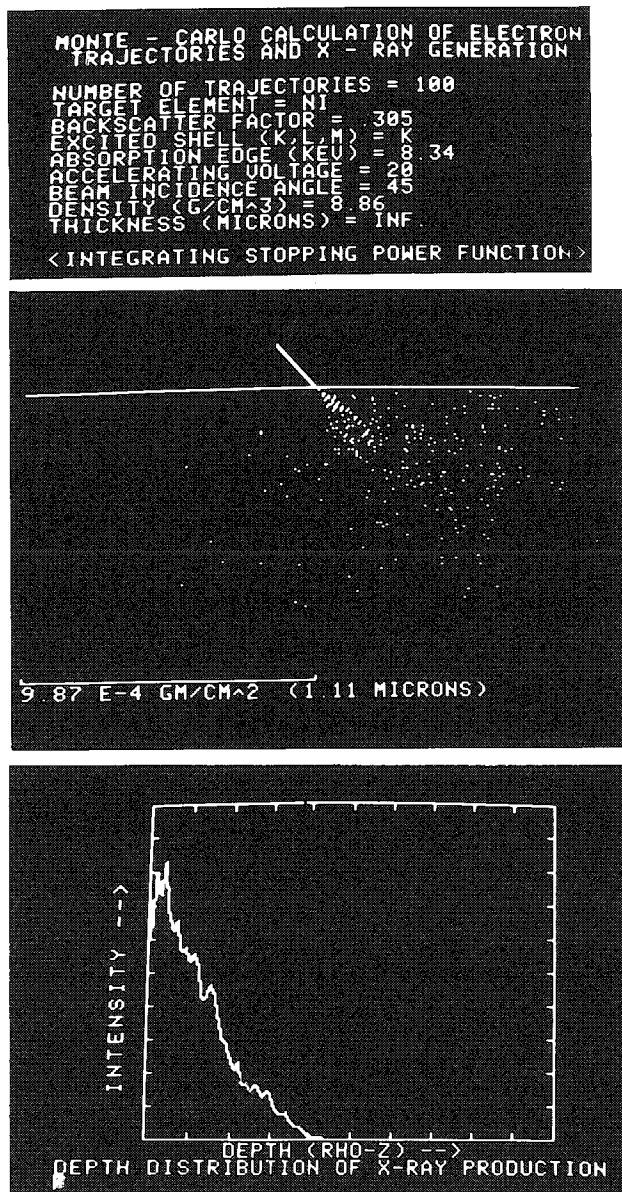 MONTE - CARLO CALCULATION OF ELECTRON
TRAJECTORIES AND X - RAY GENERATION
NUMBER OF TRAJECTORIES = 100
TARGET ELEMENT = NI
BACKSCATTER FACTOR = .305
EXCITED SHELL (K,L,M) = K
ABSORPTION EDGE (KEV) = 8.34
ACCELERATING VOLTAGE = 20
BEAM INCIDENCE ANGLE = 45
DENSITY (G/CM^3) = 8.86
THICKNESS (MICRONS) = INF.
<INTEGRATING STOPPING POWER FUNCTION>
9.87 E-4 GM/CM^2 (1.11 MICRONS)
INTENSITY -->
DEPTH (RHO-Z) -->
DEPTH DISTRIBUTION OF X-RAY PRODUCTION